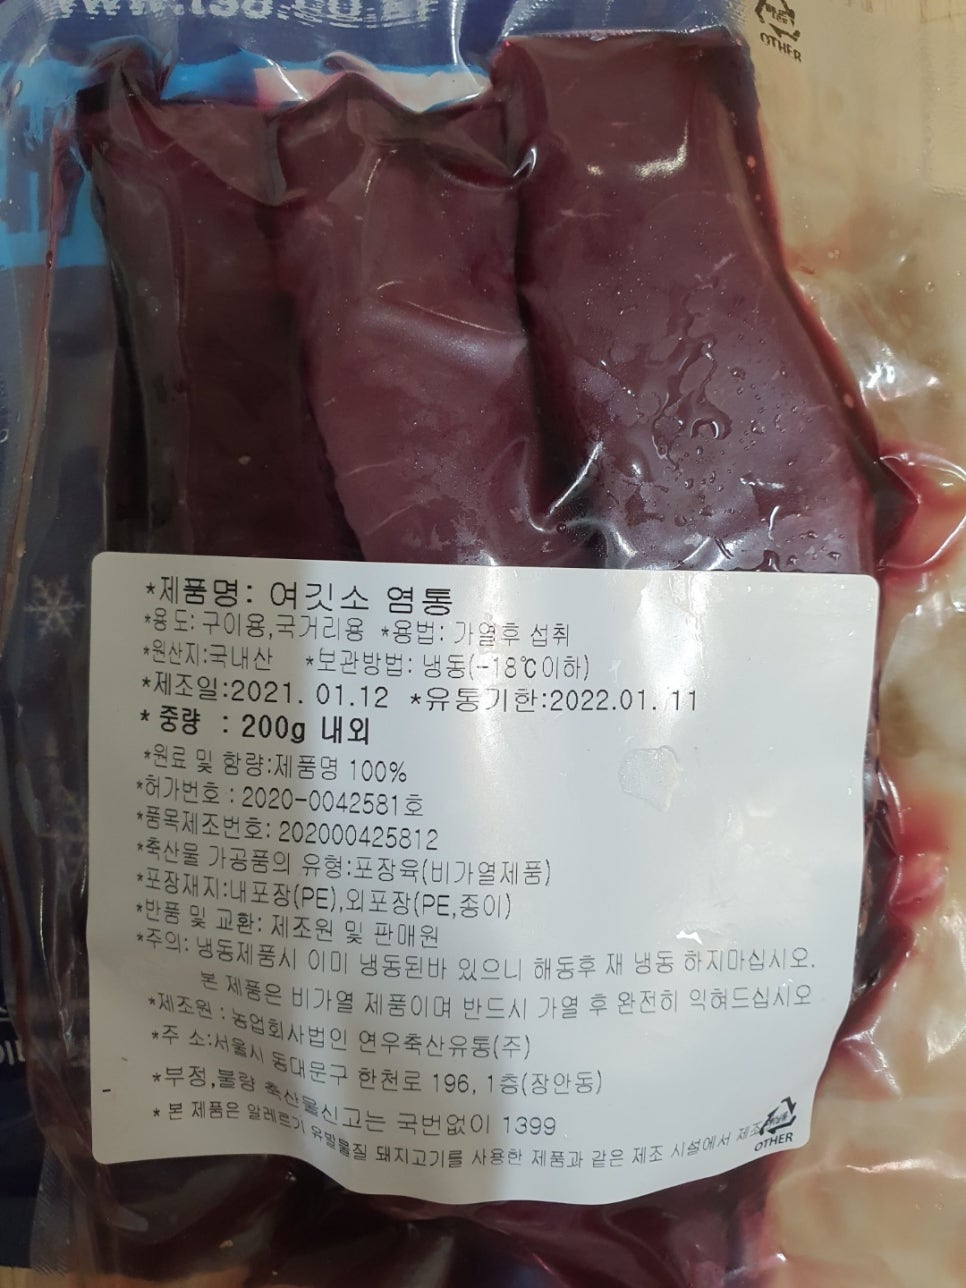 OTHER
*제품명: 여깃소 염통
*용도: 구이용,국거리용 *용법: 가열후 섭취
*원산지:국내산 *보관방법: 냉동(-18℃이하)
*제조일:2021. 01.12 *유통기한:2022.01. 11
* 중량 : 200g 내외
*원료 및 함량:제품명 100%
*허가번호 : 2020-0042581호
*품목제조번호: 202000425812
*축산물 가공품의 유형:포장육(비가열제품)
*포장재지:내포장(PE),외포장(PE,종이)
*반품 및 교환: 제조원 및 판매원
*주의: 냉동제품시 이미 냉동된바 있으니 해동후 재 냉동 하지마십시오.
본 제품은 비가열 제품이며 반드시 가열 후 완전히 익혀드십시오
*제조원 : 농업회사법인 연우축산유통(주)
*주 소:서울시 동대문구 한천로 196, 1층(장안동)
*부정,불량 축산물신고는 국번없이 1399
* 본 제품은 알레르기 유발물질 돼지고기를 사용한 제품과 같은 제조 시설에서 제조
OTHER